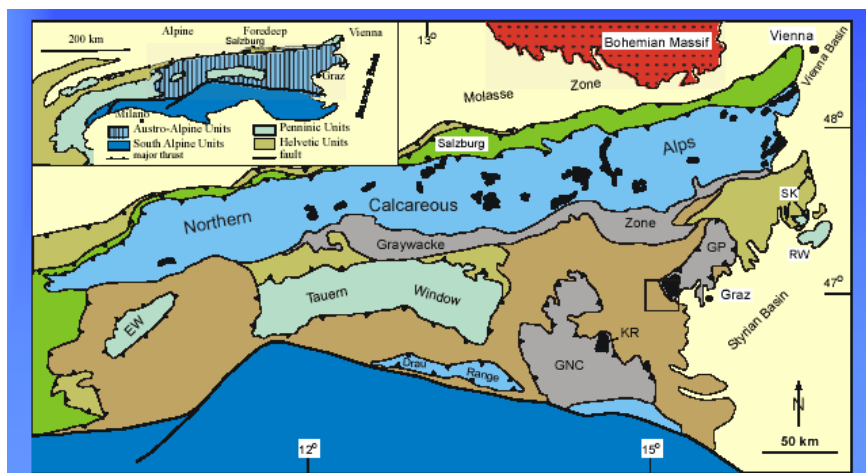 200 km
Alpine Foredeep
Salzburg
Vienna
Graz
Milano
Austro-Alpine Units
South Alpine Units
major thrust
Penninic Units
Helvetic Units
fault
13
Bohemian Massif
Vienna
Vienna Basin
Molasse Zone
48°
Salzburg
Northern Calcareous Alps
SK
Graywacke Zone
GP
RW
47°
Graz
Tauern Window
EW
Styrian Basin
KR
GNC
Drau Range
N
12°
15°
50 km